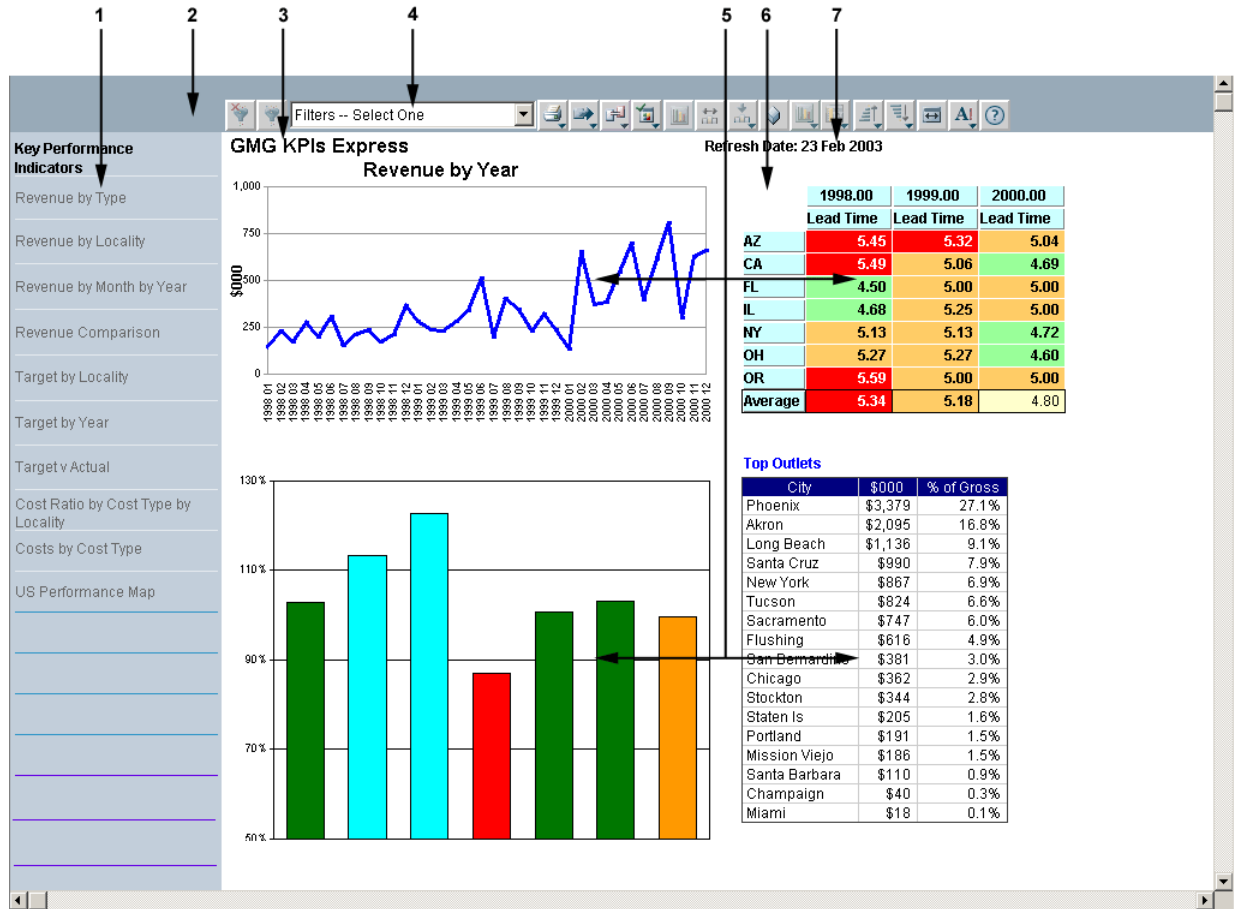 1 2 3 4 5 6 7
Filters -- Select One
Key Performance
Indicators
Revenue by Type
Revenue by Locality
Revenue by Month by Year
Revenue Comparison
Target by Locality
Target by Year
Target v Actual
Cost Ratio by Cost Type by
Locality
Costs by Cost Type
US Performance Map
GMG KPIs Express
Refresh Date: 23 Feb 2003
Revenue by Year
$000
1,000
750
500
250
0
1998 01
1998 02
1998 03
1998 04
1998 05
1998 06
1998 07
1998 08
1998 09
1998 10
1998 11
1998 12
1999 01
1999 02
1999 03
1999 04
1999 05
1999 06
1999 07
1999 08
1999 09
1999 09
1999 10
1999 11
1999 12
2000 01
2000 02
2000 03
2000 04
2000 05
2000 06
2000 07
2000 08
2000 09
2000 10
2000 11
2000 12
1998.00 1999.00 2000.00
Lead Time Lead Time Lead Time
AZ 5.45 5.32 5.04
CA 5.49 5.06 4.69
FL 4.50 5.00 5.00
IL 4.68 5.25 5.00
NY 5.13 5.13 4.72
OH 5.27 5.27 4.60
OR 5.59 5.00 5.00
Average 5.34 5.18 4.80
130%
110%
90%
70%
50%
Top Outlets
City $000 % of Gross
Phoenix $3,379 27.1%
Akron $2,095 16.8%
Long Beach $1,136 9.1%
Santa Cruz $990 7.9%
New York $867 6.9%
Tucson $824 6.6%
Sacramento $747 6.0%
Flushing $616 4.9%
San Bernardino $381 3.0%
Chicago $362 2.9%
Stockton $344 2.8%
Staten Is $205 1.6%
Portland $191 1.5%
Mission Viejo $186 1.5%
Santa Barbara $110 0.9%
Champaign $40 0.3%
Miami $18 0.1%
5